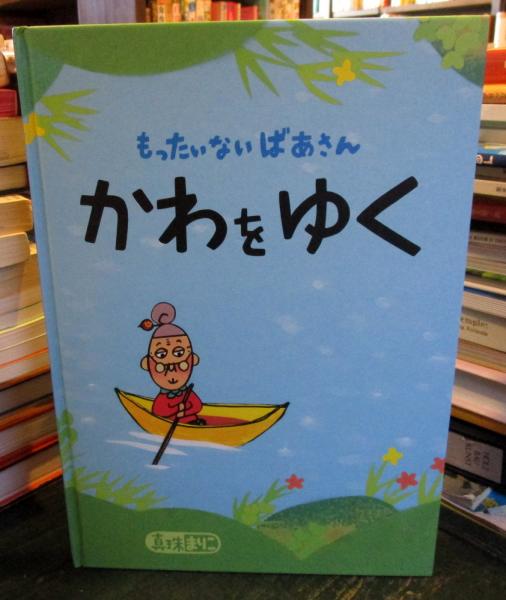 もったいないばあさん
かわをゆく
真珠まりこ